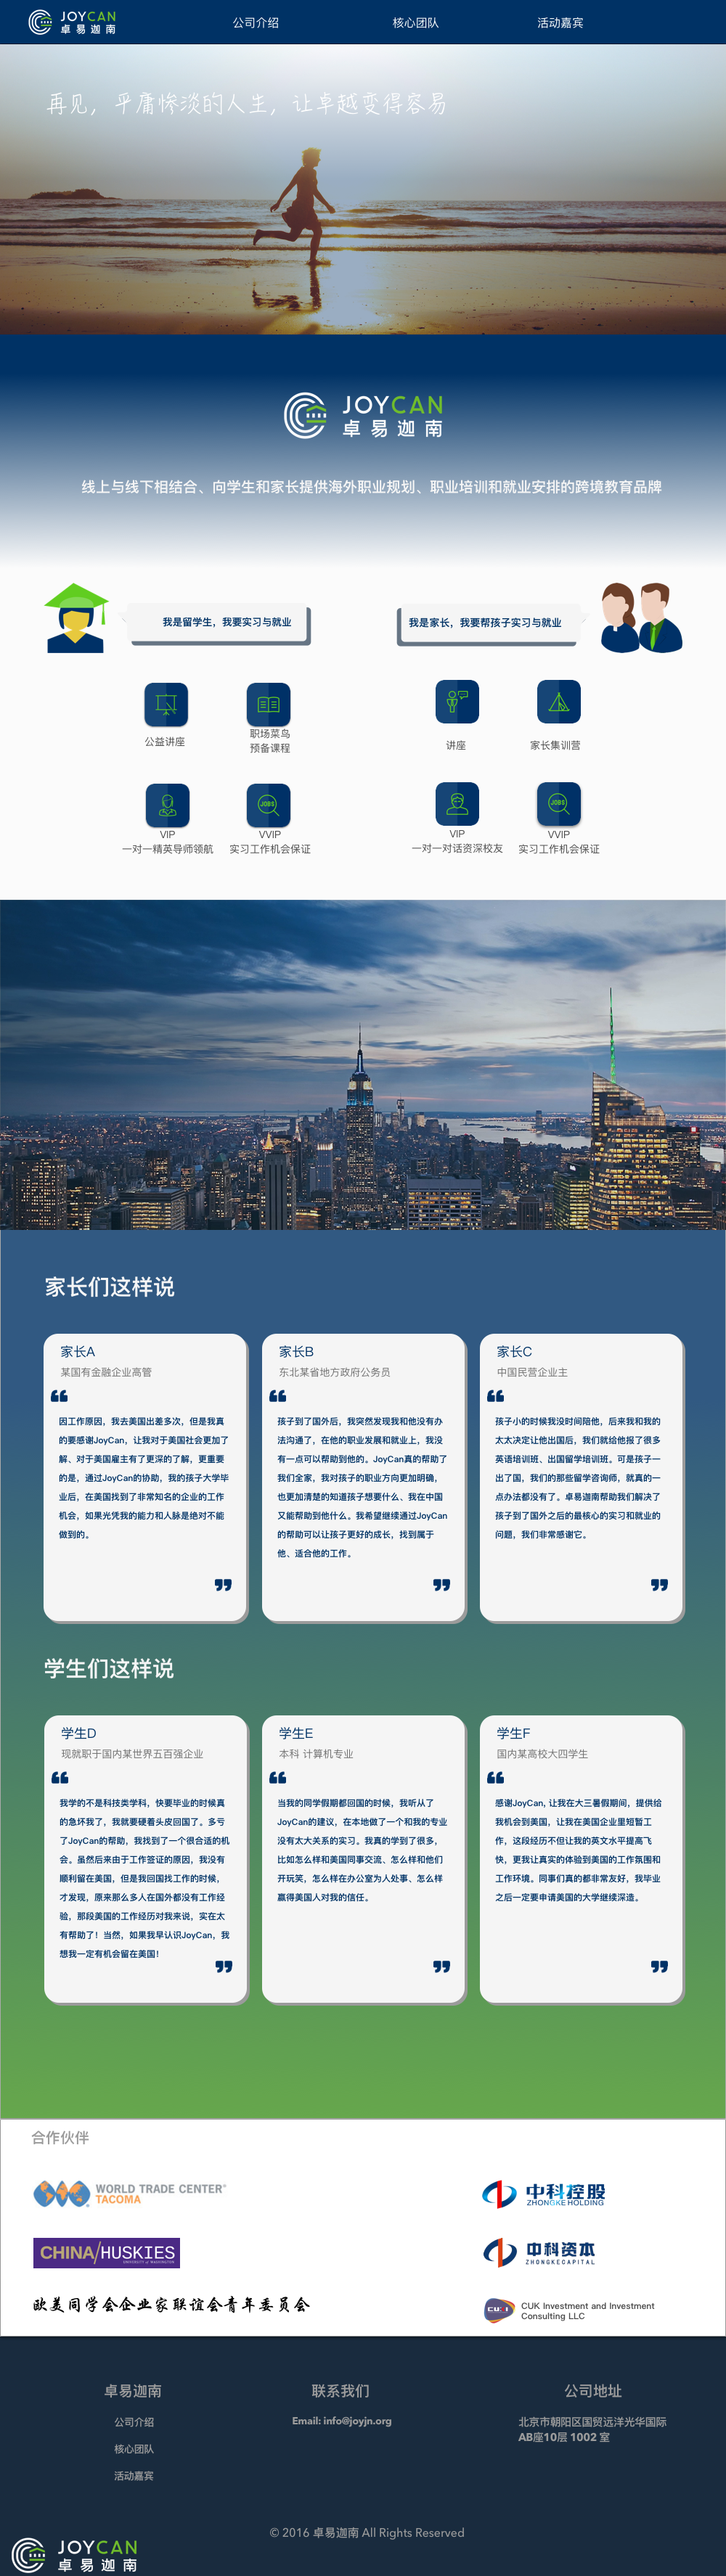 JOYCAN
卓易迦南
公司介绍
核心团队
活动嘉宾
再见，平庸惨淡的人生，让卓越变得容易
JOYCAN
卓易迦南
线上与线下相结合、向学生和家长提供海外职业规划、职业培训和就业安排的跨境教育品牌
我是留学生，我要实习与就业
我是家长，我要帮孩子实习与就业
公益讲座
职场菜鸟
预备课程
讲座
家长集训营
JOBS
JOBS
VIP
一对一精英导师领航
VVIP
实习工作机会保证
VIP
一对一对话资深校友
VVIP
实习工作机会保证
家长们这样说
家长A
某国有金融企业高管
因工作原因，我去美国出差多次，但是我真
的要感谢JoyCan，让我对于美国社会更加了
解、对于美国雇主有了更深的了解，更重要
的是，通过JoyCan的协助，我的孩子大学毕
业后，在美国找到了非常知名的企业的工作
机会，如果光凭我的能力和人脉是绝对不能
做到的。
家长B
东北某省地方政府公务员
孩子到了国外后，我突然发现我和他没有办
法沟通了，在他的职业发展和就业上，我没
有一点可以帮助到他的。JoyCan真的帮助了
我们全家，我对孩子的职业方向更加明确，
也更加清楚的知道孩子想要什么、我在中国
又能帮助到他什么。我希望继续通过JoyCan
的帮助可以让孩子更好的成长，找到属于
他、适合他的工作。
家长C
中国民营企业主
孩子小的时候我没时间陪他，后来我和我的
太太决定让他出国后，我们就给他报了很多
英语培训班、出国留学培训班。可是孩子一
出了国，我们的那些留学咨询师，就真的一
点办法都没有了。卓易迦南帮助我们解决了
孩子到了国外之后的最核心的实习和就业的
问题，我们非常感谢它。
学生们这样说
学生D
现就职于国内某世界五百强企业
我学的不是科技类学科，快要毕业的时候真
的急坏我了，我就要硬着头皮回国了。多亏
了JoyCan的帮助，我找到了一个很合适的机
会。虽然后来由于工作签证的原因，我没有
顺利留在美国，但是我回国找工作的时候，
才发现，原来那么多人在国外都没有工作经
验，那段美国的工作经历对我来说，实在太
有帮助了！当然，如果我早认识JoyCan，我
想我一定有机会留在美国！
学生E
本科 计算机专业
当我的同学假期都回国的时候，我听从了
JoyCan的建议，在本地做了一个和我的专业
没有太大关系的实习。我真的学到了很多，
比如怎么样和美国同事交流、怎么样和他们
开玩笑，怎么样在办公室为人处事、怎么样
赢得美国人对我的信任。
学生F
国内某高校大四学生
感谢JoyCan, 让我在大三暑假期间，提供给
我机会到美国，让我在美国企业里短暂工
作，这段经历不但让我的英文水平提高飞
快，更我让真实的体验到美国的工作氛围和
工作环境。同事们真的都非常友好，我毕业
之后一定要申请美国的大学继续深造。
合作伙伴
WORLD TRADE CENTER®
TACOMA
中科控股
ZHONGKE HOLDING
CHINA/HUSKIES
UNIVERSITY of WASHINGTON
中科资本
ZHONGKECAPITAL
欧美同学会企业家联谊会青年委员会
CUKI
CUK Investment and Investment
Consulting LLC
卓易迦南
公司介绍
核心团队
活动嘉宾
联系我们
Email: info@joyjn.org
公司地址
北京市朝阳区国贸远洋光华国际
AB座10层 1002 室
© 2016 卓易迦南 All Rights Reserved
JOYCAN
卓易迦南